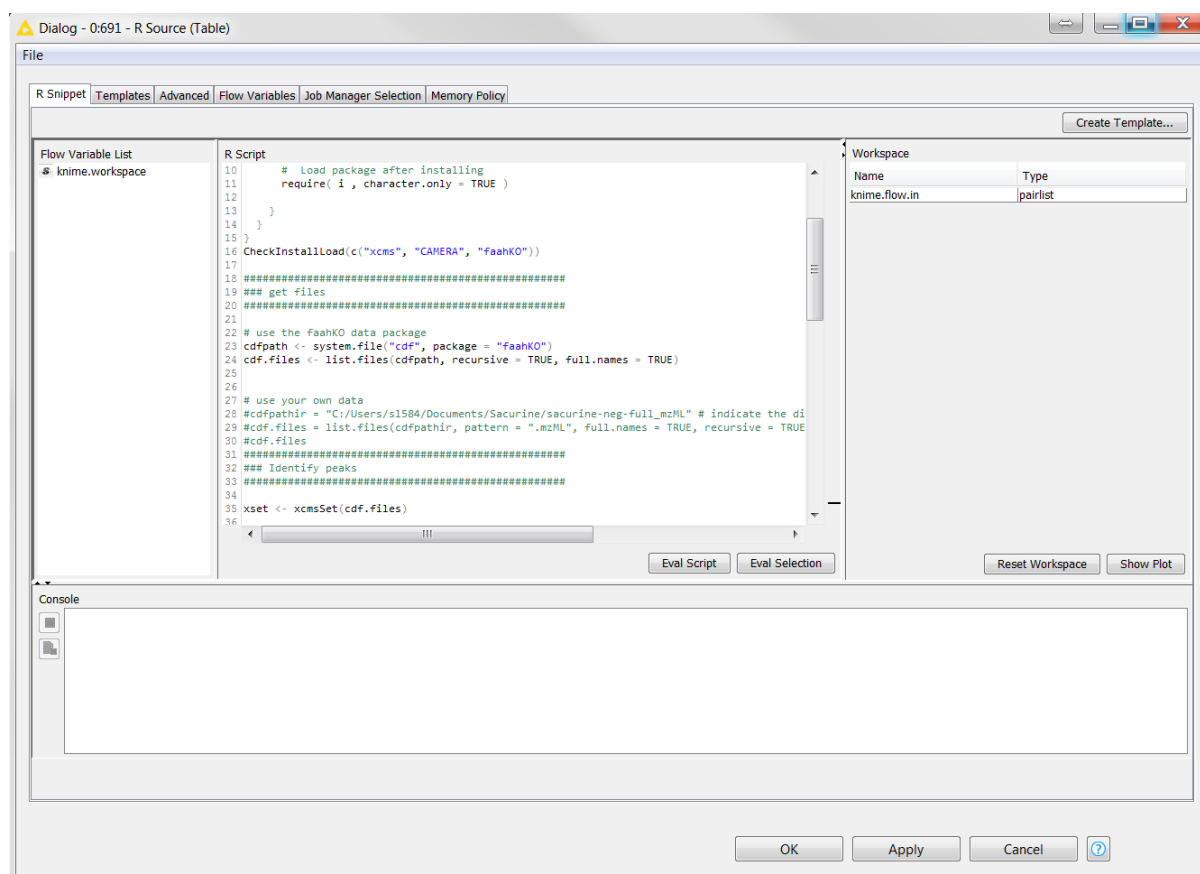 Dialog - 0:691 - R Source (Table)
File
R Snippet Templates Advanced Flow Variables Job Manager Selection Memory Policy
Create Template...
Flow Variable List
s knime.workspace
R Script
10 # Load package after installing
11 require( i , character.only = TRUE )
12
13 }
14 }
15 }
16 CheckInstallLoad(c("xcms", "CAMERA", "faahKO"))
17
18 ###################################################
19 ### get files
20 ###################################################
21
22 # use the faahKO data package
23 cdfpath <- system.file("cdf", package = "faahKO")
24 cdf.files <- list.files(cdfpath, recursive = TRUE, full.names = TRUE)
25
26
27 # use your own data
28 #cdfpathir = "C:/Users/sl584/Documents/Sacurine/sacurine-neg-full_mzML" # indicate the di
29 #cdf.files = list.files(cdfpathir, pattern = ".mzML", full.names = TRUE, recursive = TRUE
30 #cdf.files
31 ###################################################
32 ### Identify peaks
33 ###################################################
34
35 xset <- xcmsSet(cdf.files)
36
Eval Script Eval Selection
Workspace
Name Type
knime.flow.in pairlist
Reset Workspace Show Plot
Console
OK Apply Cancel ?